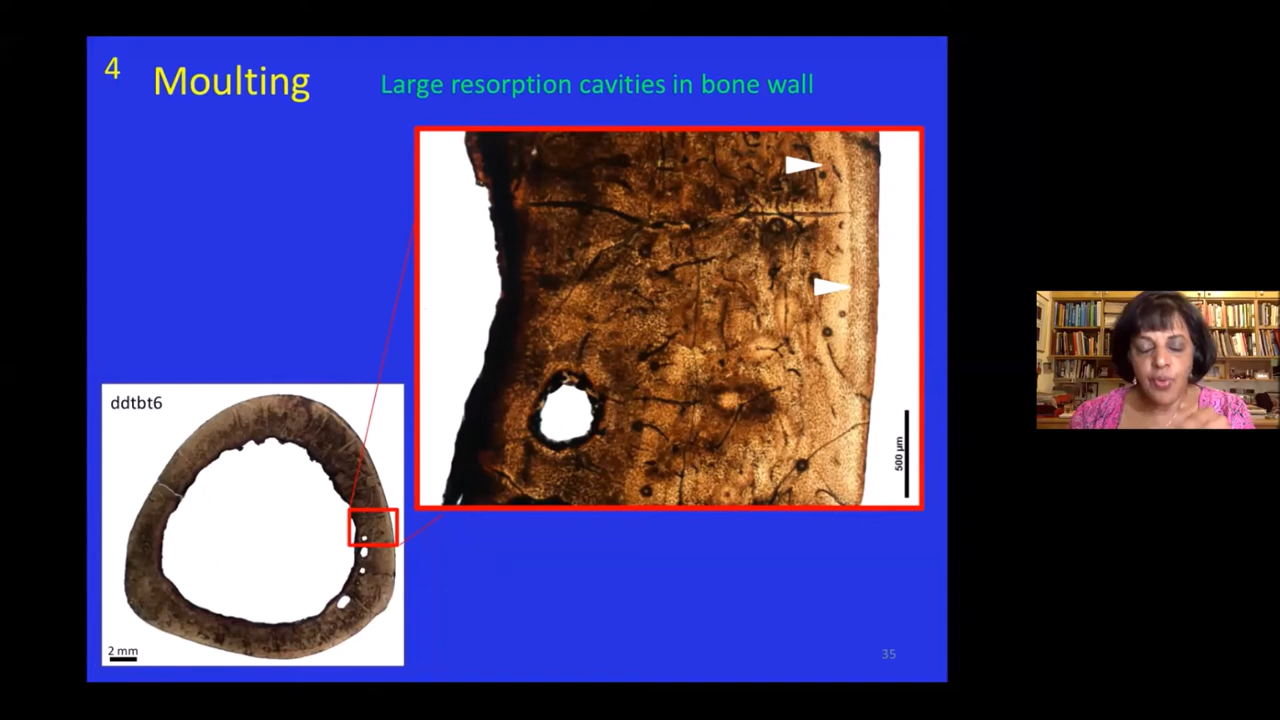 4
Moulting
Large resorption cavities in bone wall
500 µm
ddtbt6
2 mm
35